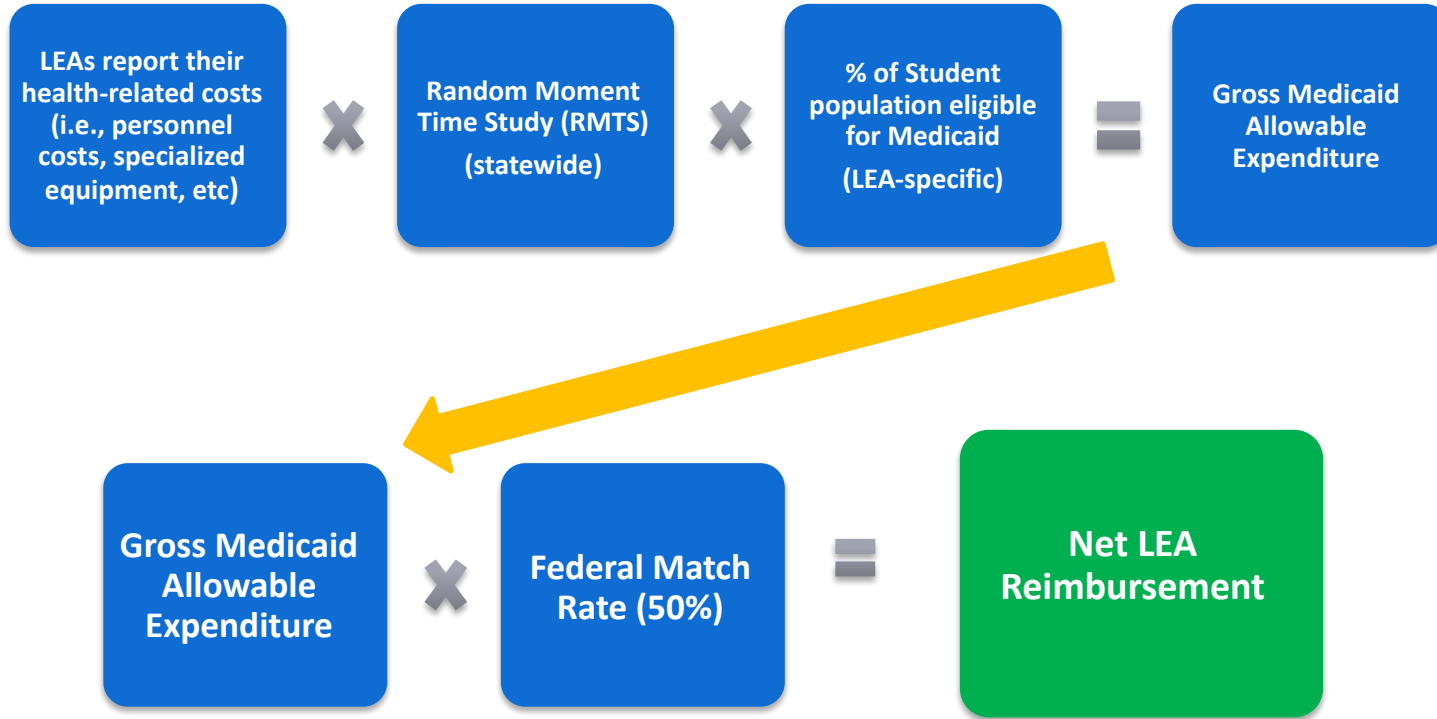 LEAs report their
health-related costs
(i.e., personnel
costs, specialized
equipment, etc)
Random Moment
Time Study (RMTS)
(statewide)
% of Student
population eligible
for Medicaid
(LEA-specific)
Gross Medicaid
Allowable
Expenditure
Gross Medicaid
Allowable
Expenditure
Federal Match
Rate (50%)
Net LEA
Reimbursement